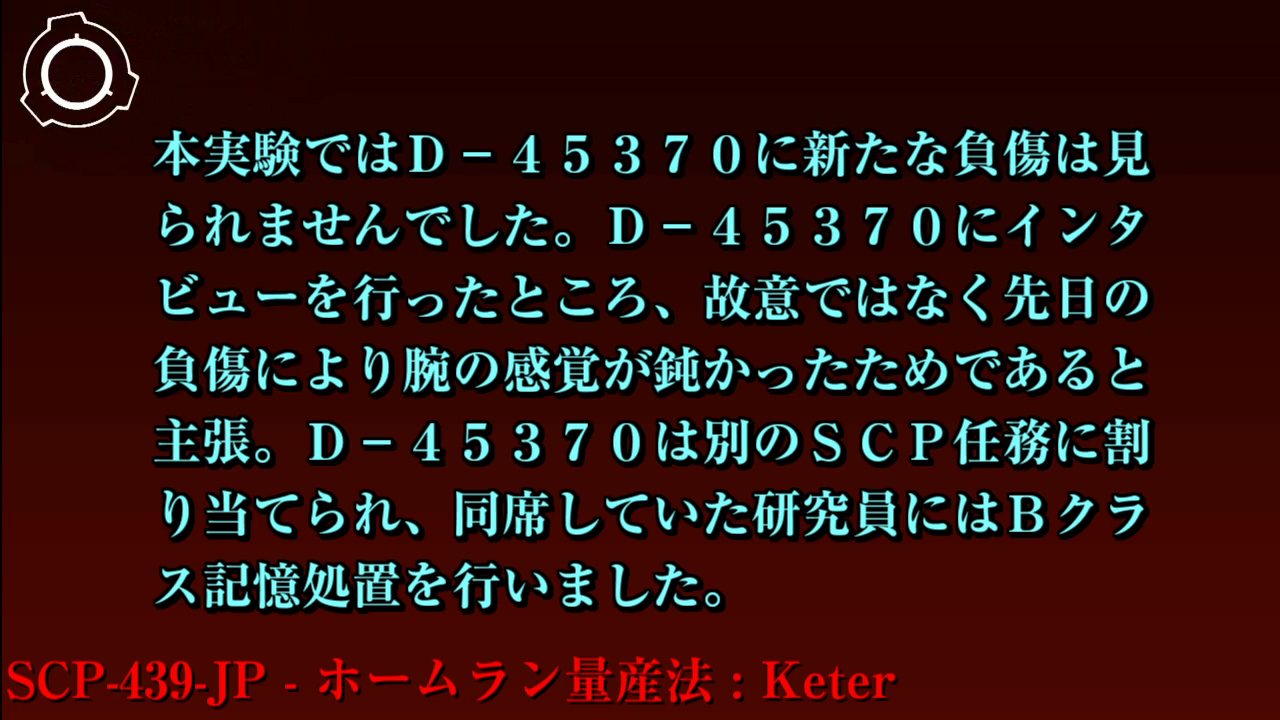 本実験ではD－４５３７０に新たな負傷は見
られませんでした。D－４５３７０にインタ
ビューを行ったところ、故意ではなく先日の
負傷により腕の感覚が鈍かったためであると
主張。D－４５３７０は別のＳＣＰ任務に割
り当てられ、同席していた研究員にはBクラ
ス記憶処置を行いました。
SCP-439-JP - ホームラン量産法：Keter